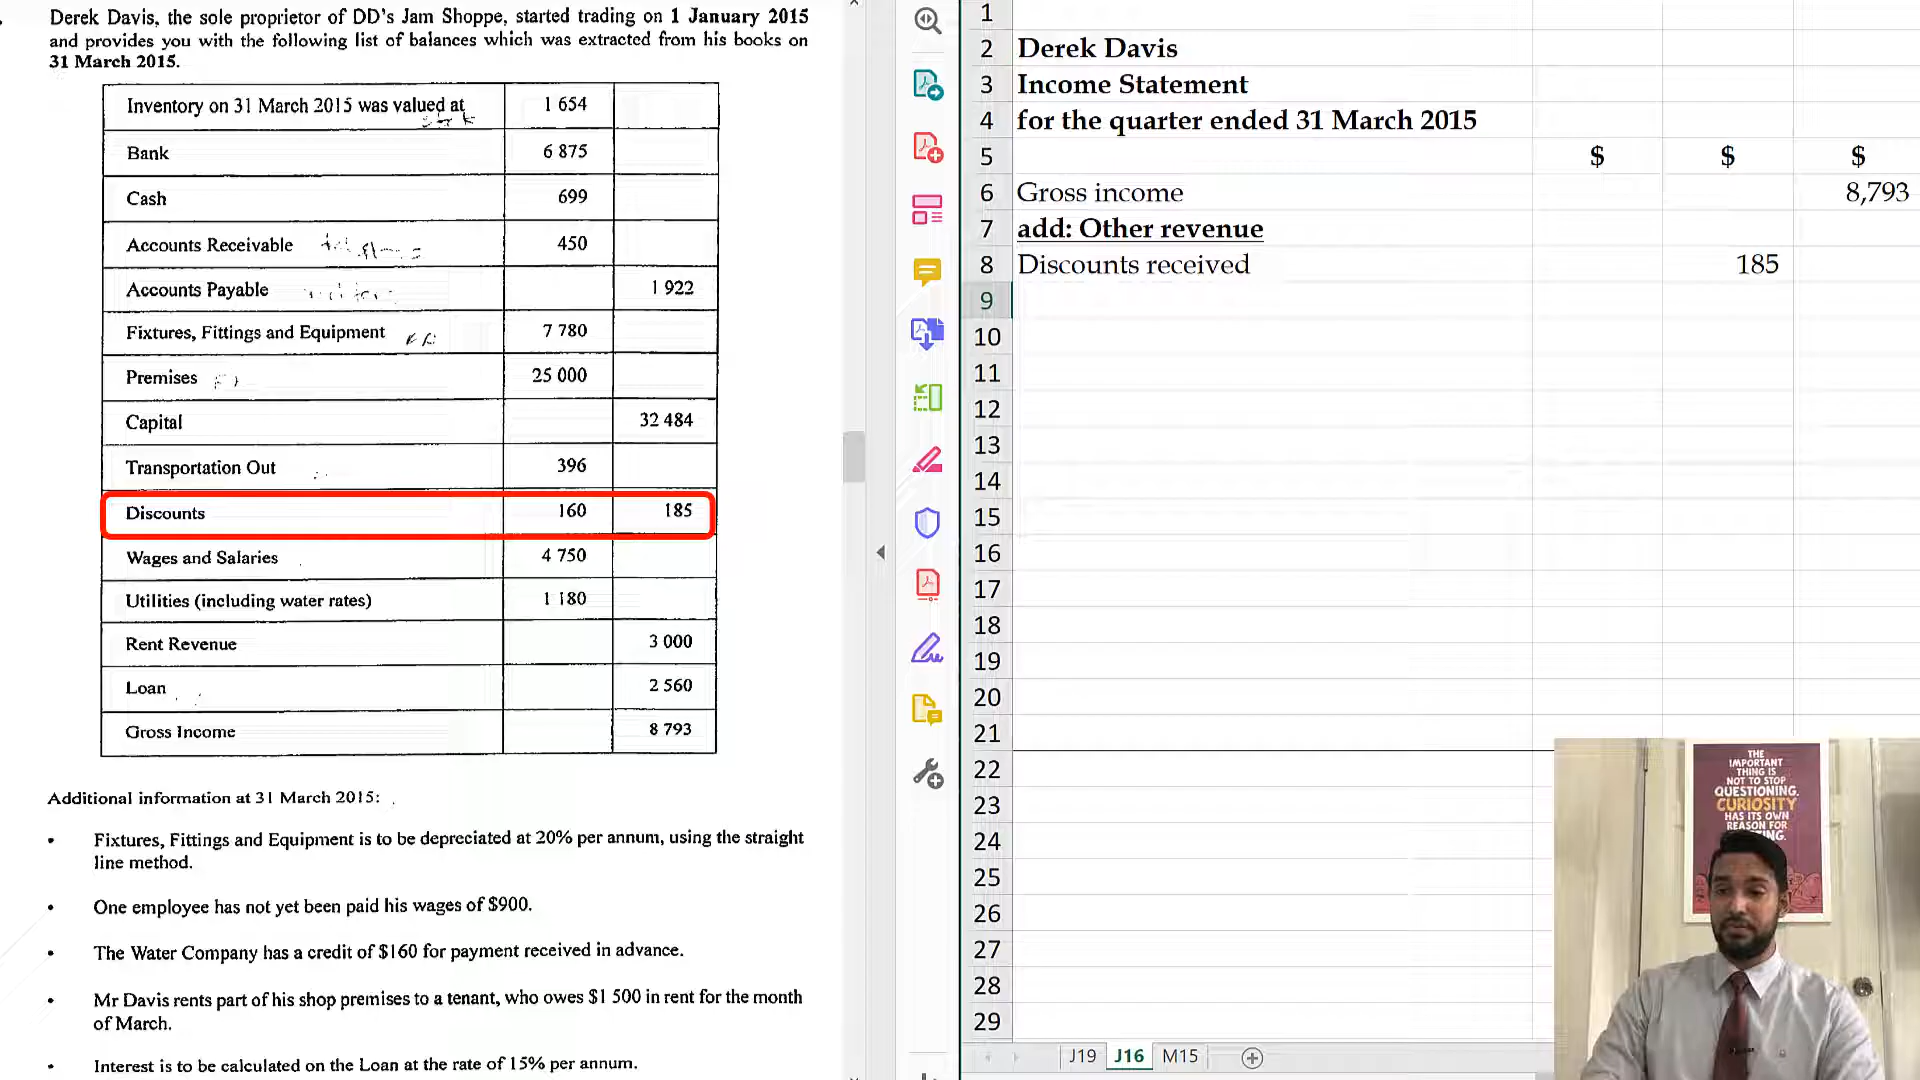 Derek Davis, the sole proprietor of DD's Jam Shoppe, started trading on 1 January 2015
and provides you with the following list of balances which was extracted from his books on
31 March 2015.
Inventory on 31 March 2015 was valued at 1 654
Bank 6 875
Cash 699
Accounts Receivable 450
Accounts Payable 1 922
Fixtures, Fittings and Equipment 7 780
Premises 25 000
Capital 32 484
Transportation Out 396
Discounts 160 185
Wages and Salaries 4 750
Utilities (including water rates) 1 180
Rent Revenue 3 000
Loan 2 560
Gross Income 8 793
Additional information at 31 March 2015:
• Fixtures, Fittings and Equipment is to be depreciated at 20% per annum, using the straight
line method.
• One employee has not yet been paid his wages of $900.
• The Water Company has a credit of $160 for payment received in advance.
• Mr Davis rents part of his shop premises to a tenant, who owes $1 500 in rent for the month
of March.
• Interest is to be calculated on the Loan at the rate of 15% per annum.
1
2 Derek Davis
3 Income Statement
4 for the quarter ended 31 March 2015
5 $ $ $
6 Gross income 8,793
7 add: Other revenue
8 Discounts received 185
9
10
11
12
13
14
15
16
17
18
19
20
21
22
23
24
25
26
27
28
29
J19 J16 M15
THE
IMPORTANT
THING IS
NOT TO STOP
QUESTIONING.
CURIOSITY
HAS ITS OWN
REASON FOR